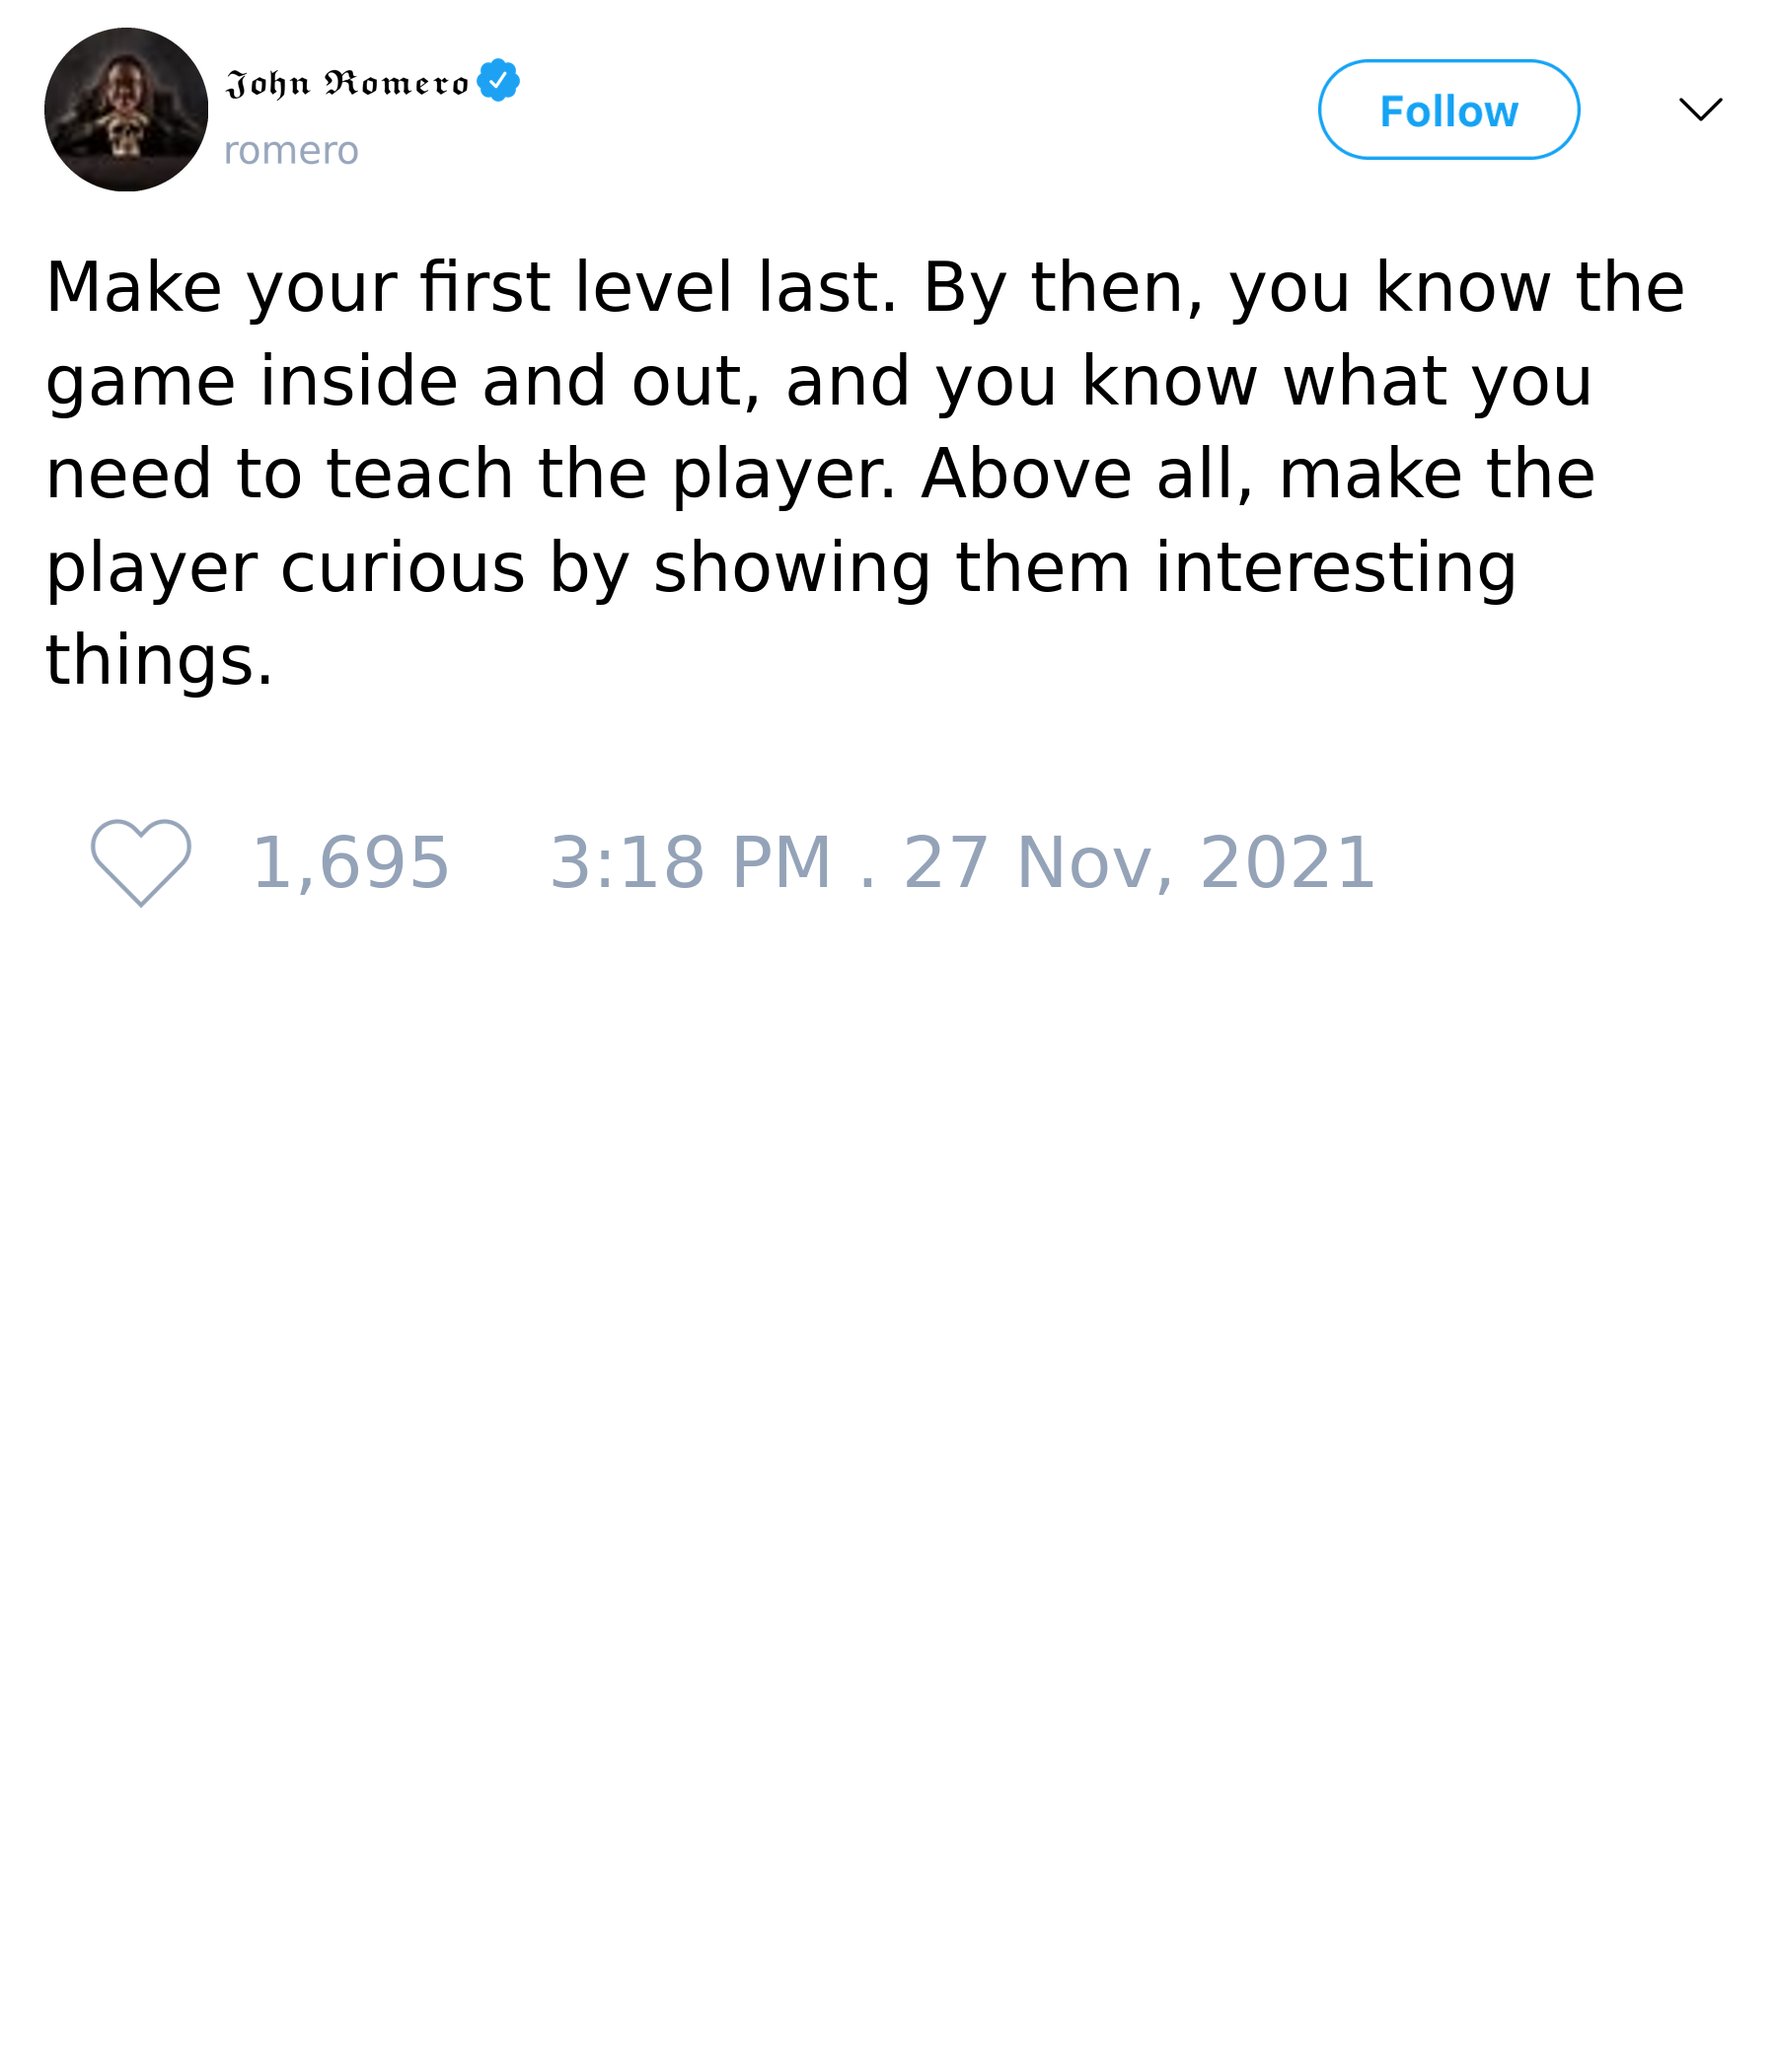 𝕵𝖔𝖍𝖓 𝕽𝖔𝖒𝖊𝖗𝖔
romero
Follow
Make your first level last. By then, you know the
game inside and out, and you know what you
need to teach the player. Above all, make the
player curious by showing them interesting
things.
1,695 3:18 PM . 27 Nov, 2021